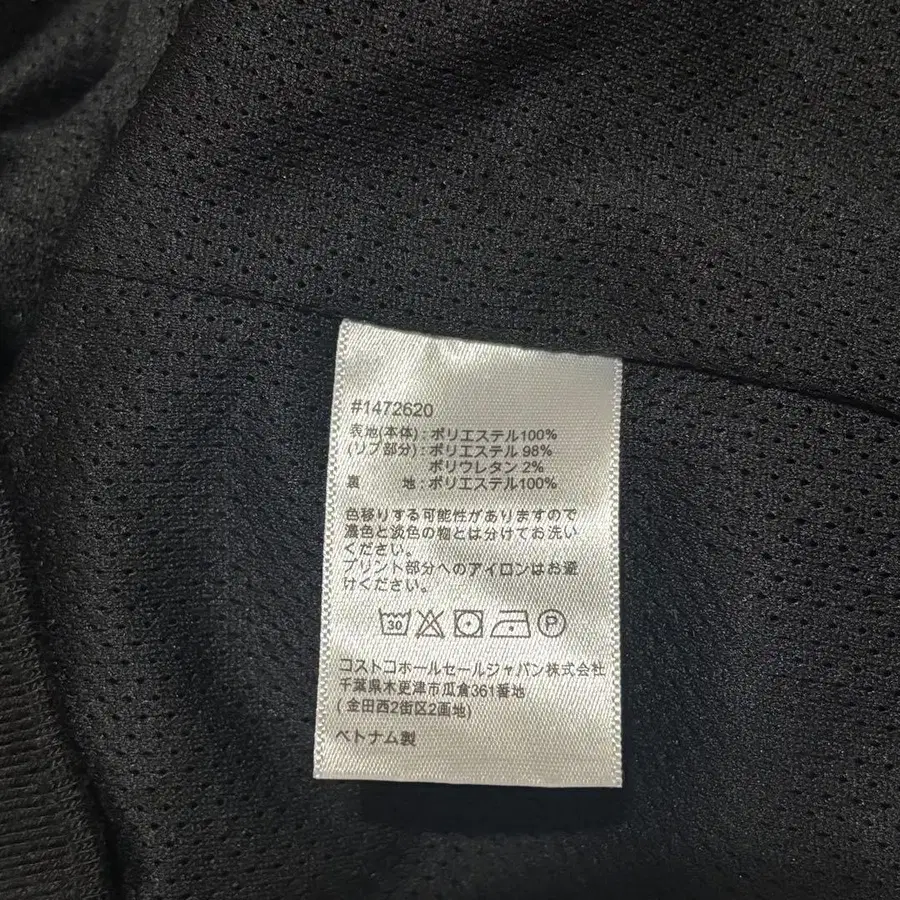 #1472620
表地(本体) : ポリエステル100%
(リブ部分) : ポリエステル 98%
ポリウレタン 2%
裏 地 : ポリエステル100%
色移りする可能性がありますので
濃色と淡色の物とは分けてお洗い
ください。
プリント部分へのアイロンはお避
けください。
30 P
コストコホールセールジャパン株式会社
千葉県木更津市瓜倉361番地
(金田西2街区2画地)
ベトナム製